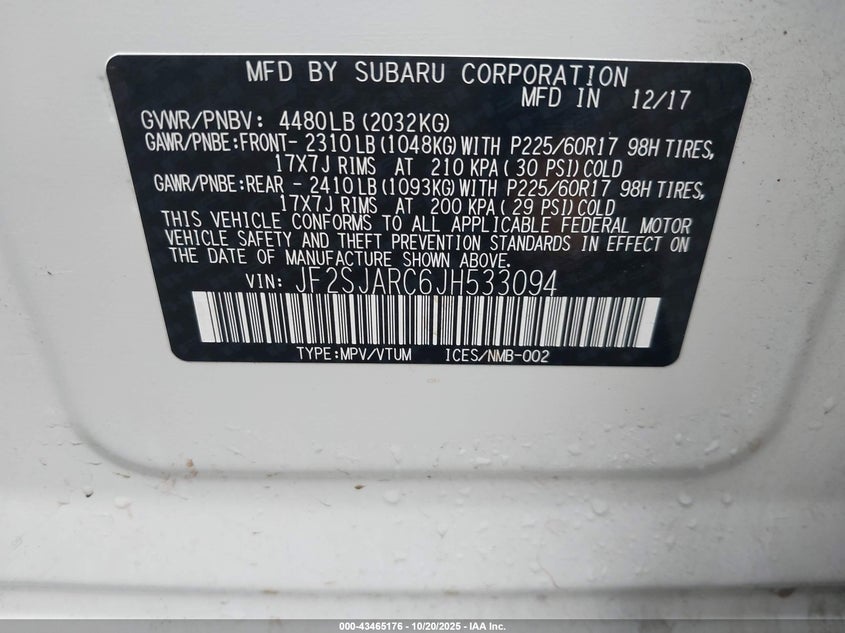 MFD BY SUBARU CORPORATION
MFD IN 12/17
GVWR/PNBV: 4480LB (2032KG)
GAWR/PNBE:FRONT- 2310LB (1048KG) WITH P225/60R17 98H TIRES,
17X7J RIMS AT 210 KPA ( 30 PSI) COLD
GAWR/PNBE:REAR - 2410LB (1093KG) WITH P225/60R17 98H TIRES,
17X7J RIMS AT 200 KPA ( 29 PSI) COLD
THIS VEHICLE CONFORMS TO ALL APPLICABLE FEDERAL MOTOR
VEHICLE SAFETY AND THEFT PREVENTION STANDARDS IN EFFECT ON
THE DATE OF MANUFACTURE SHOWN ABOVE.
VIN: JF2SJARC6JH533094
TYPE:MPV/VTUM ICES/NMB-002
000-43465176 - 10/20/2025 - IAA Inc.